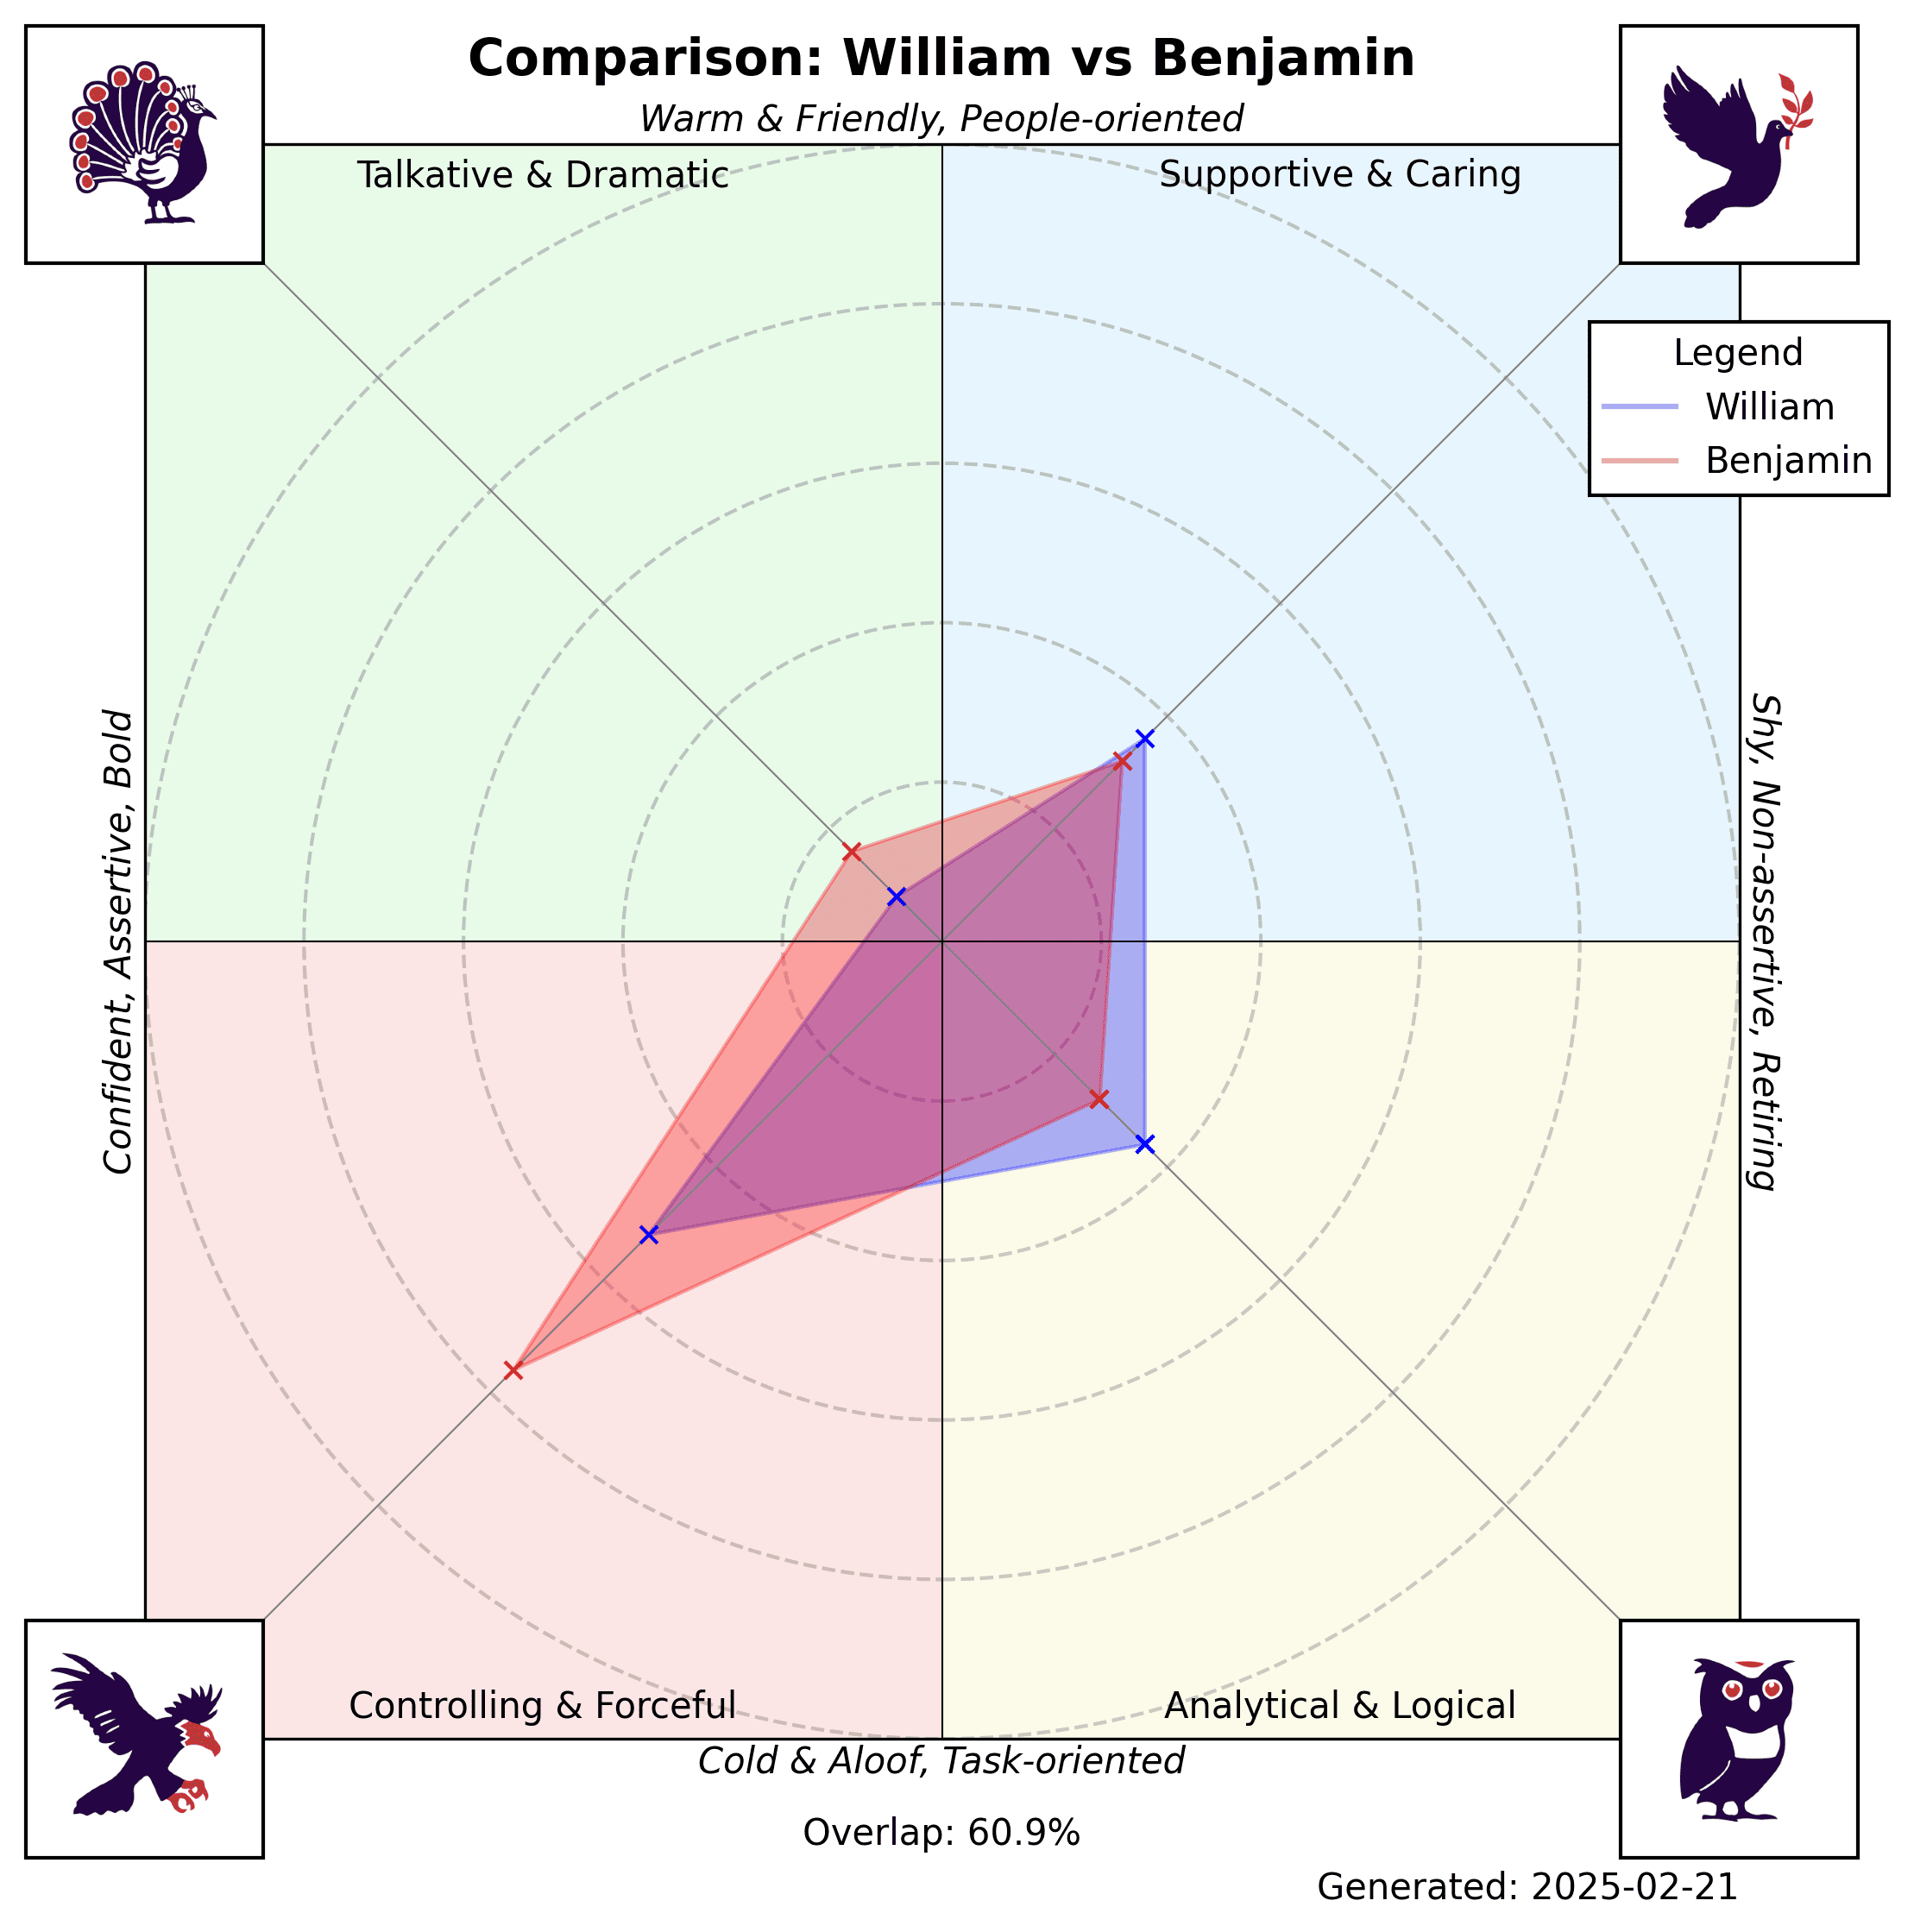 Comparison: William vs Benjamin
Warm & Friendly, People-oriented
Talkative & Dramatic
Supportive & Caring
Legend
William
Benjamin
Confident, Assertive, Bold
Shy, Non-assertive, Retiring
Controlling & Forceful
Analytical & Logical
Cold & Aloof, Task-oriented
Overlap: 60.9%
Generated: 2025-02-21